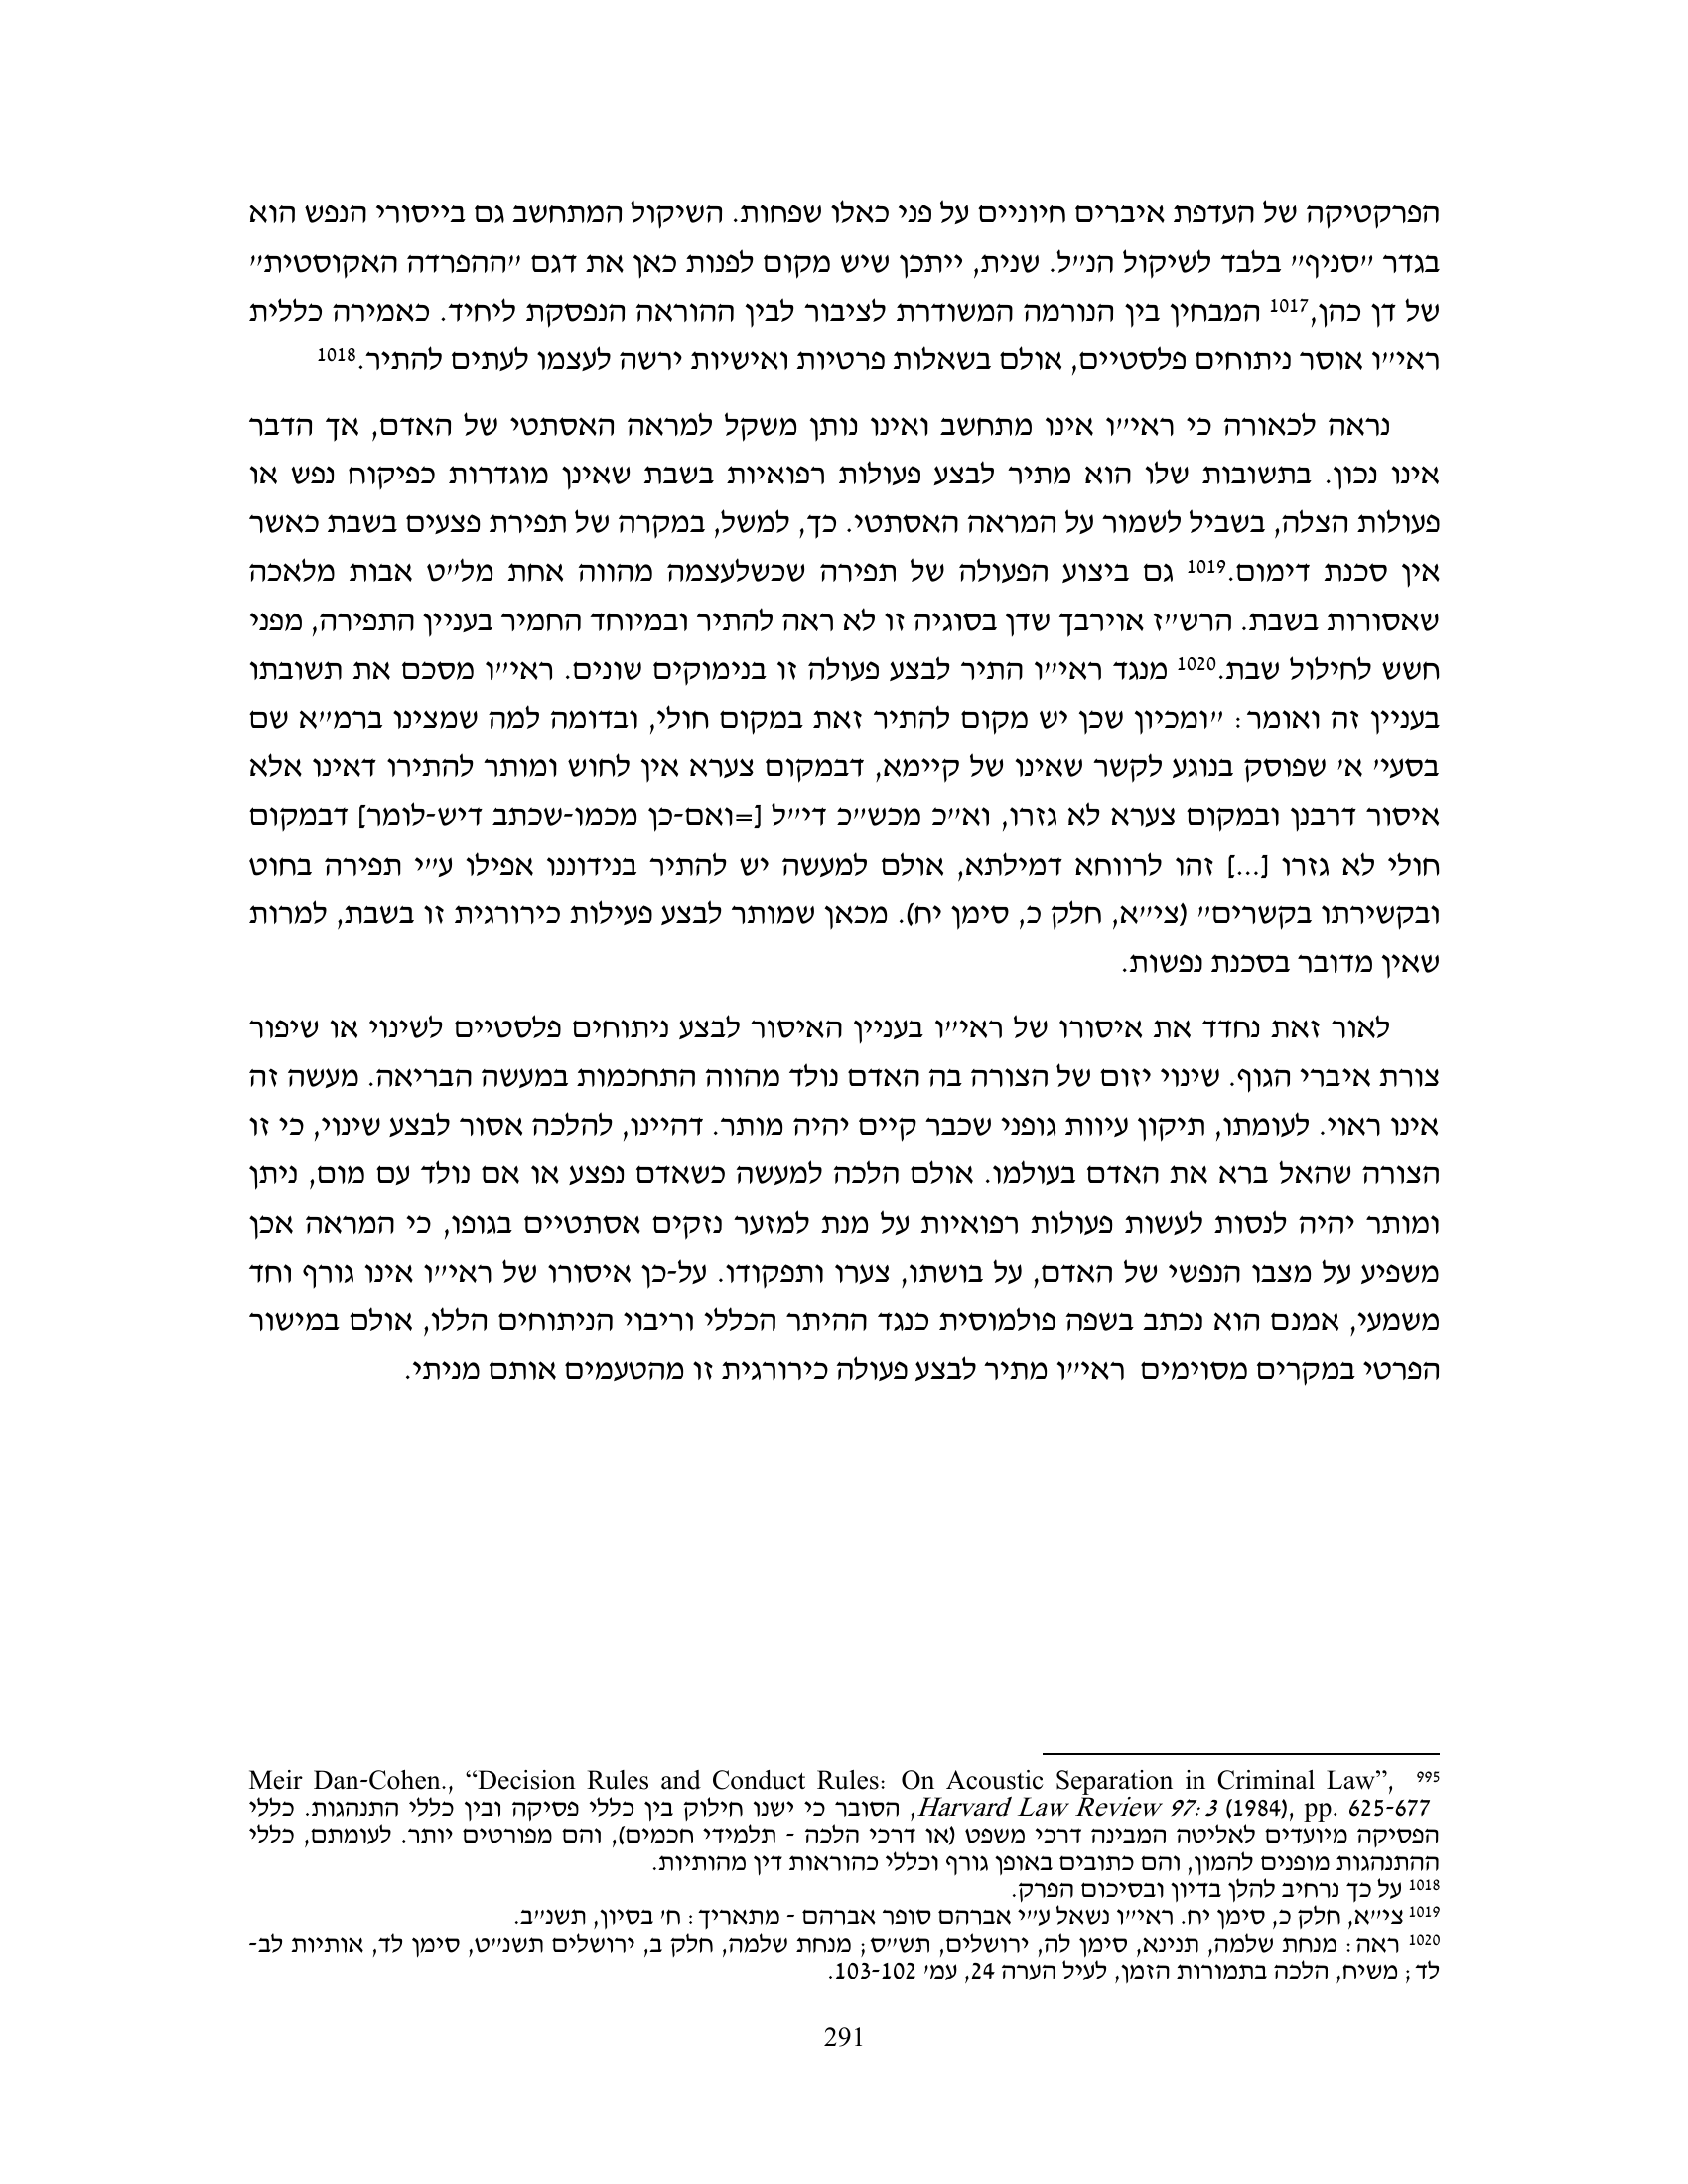 הפרקטיקה של העדפת איברים חיוניים על פני כאלו שפחות. השיקול המתחשב גם בייסורי הנפש הוא
בגדר ״סניף״ בלבד לשיקול הנ״ל. שנית, ייתכן שיש מקום לפנות כאן את דגם ״ההפרדה האקוסטית״
של דן כהן,1017 המבחין בין הנורמה המשודרת לציבור לבין ההוראה הנפסקת ליחיד. כאמירה כללית
ראי״ו אוסר ניתוחים פלסטיים, אולם בשאלות פרטיות ואישיות ירשה לעצמו לעתים להתיר.1018
נראה לכאורה כי ראי״ו אינו מתחשב ואינו נותן משקל למראה האסתטי של האדם, אך הדבר
אינו נכון. בתשובות שלו הוא מתיר לבצע פעולות רפואיות בשבת שאינן מוגדרות כפיקוח נפש או
פעולות הצלה, בשביל לשמור על המראה האסתטי. כך, למשל, במקרה של תפירת פצעים בשבת כאשר
אין סכנת דימום.1019 גם ביצוע הפעולה של תפירה שכשלעצמה מהווה אחת מל״ט אבות מלאכה
שאסורות בשבת. הרש״ז אוירבך שדן בסוגיה זו לא ראה להתיר ובמיוחד החמיר בעניין התפירה, מפני
חשש לחילול שבת.1020 מנגד ראי״ו התיר לבצע פעולה זו בנימוקים שונים. ראי״ו מסכם את תשובתו
בעניין זה ואומר: ״ומכיון שכן יש מקום להתיר זאת במקום חולי, ובדומה למה שמצינו ברמ״א שם
בסעי׳ א׳ שפוסק בנוגע לקשר שאינו של קיימא, דבמקום צערא אין לחוש ומותר להתירו דאינו אלא
איסור דרבנן ובמקום צערא לא גזרו, וא״כ מכש״כ די״ל [=ואם-כן מכמו-שכתב דיש-לומר] דבמקום
חולי לא גזרו [...] זהו לרווחא דמילתא, אולם למעשה יש להתיר בנידוננו אפילו ע״י תפירה בחוט
ובקשירתו בקשרים״ (צי״א, חלק כ, סימן יח). מכאן שמותר לבצע פעילות כירורגית זו בשבת, למרות
שאין מדובר בסכנת נפשות.
לאור זאת נחדד את איסורו של ראי״ו בעניין האיסור לבצע ניתוחים פלסטיים לשינוי או שיפור
צורת איברי הגוף. שינוי יזום של הצורה בה האדם נולד מהווה התחכמות במעשה הבריאה. מעשה זה
אינו ראוי. לעומתו, תיקון עיוות גופני שכבר קיים יהיה מותר. דהיינו, להלכה אסור לבצע שינוי, כי זו
הצורה שהאל ברא את האדם בעולמו. אולם הלכה למעשה כשאדם נפצע או אם נולד עם מום, ניתן
ומותר יהיה לנסות לעשות פעולות רפואיות על מנת למזער נזקים אסתטיים בגופו, כי המראה אכן
משפיע על מצבו הנפשי של האדם, על בושתו, צערו ותפקודו. על-כן איסורו של ראי״ו אינו גורף וחד
משמעי, אמנם הוא נכתב בשפה פולמוסית כנגד ההיתר הכללי וריבוי הניתוחים הללו, אולם במישור
הפרטי במקרים מסוימים  ראי״ו מתיר לבצע פעולה כירורגית זו מהטעמים אותם מניתי.
995 Meir Dan-Cohen., “Decision Rules and Conduct Rules: On Acoustic Separation in Criminal Law”,
Harvard Law Review 97:3 (1984), pp. 625-677, הסובר כי ישנו חילוק בין כללי פסיקה ובין כללי התנהגות. כללי
הפסיקה מיועדים לאליטה המבינה דרכי משפט (או דרכי הלכה - תלמידי חכמים), והם מפורטים יותר. לעומתם, כללי
ההתנהגות מופנים להמון, והם כתובים באופן גורף וכללי כהוראות דין מהותיות.
1018 על כך נרחיב להלן בדיון ובסיכום הפרק.
1019 צי״א, חלק כ, סימן יח. ראי״ו נשאל ע״י אברהם סופר אברהם - מתאריך: ח׳ בסיון, תשנ״ב.
1020 ראה: מנחת שלמה, תנינא, סימן לה, ירושלים, תש״ס; מנחת שלמה, חלק ב, ירושלים תשנ״ט, סימן לד, אותיות לב-
לד; משיח, הלכה בתמורות הזמן, לעיל הערה 24, עמ׳ 103-102.
291